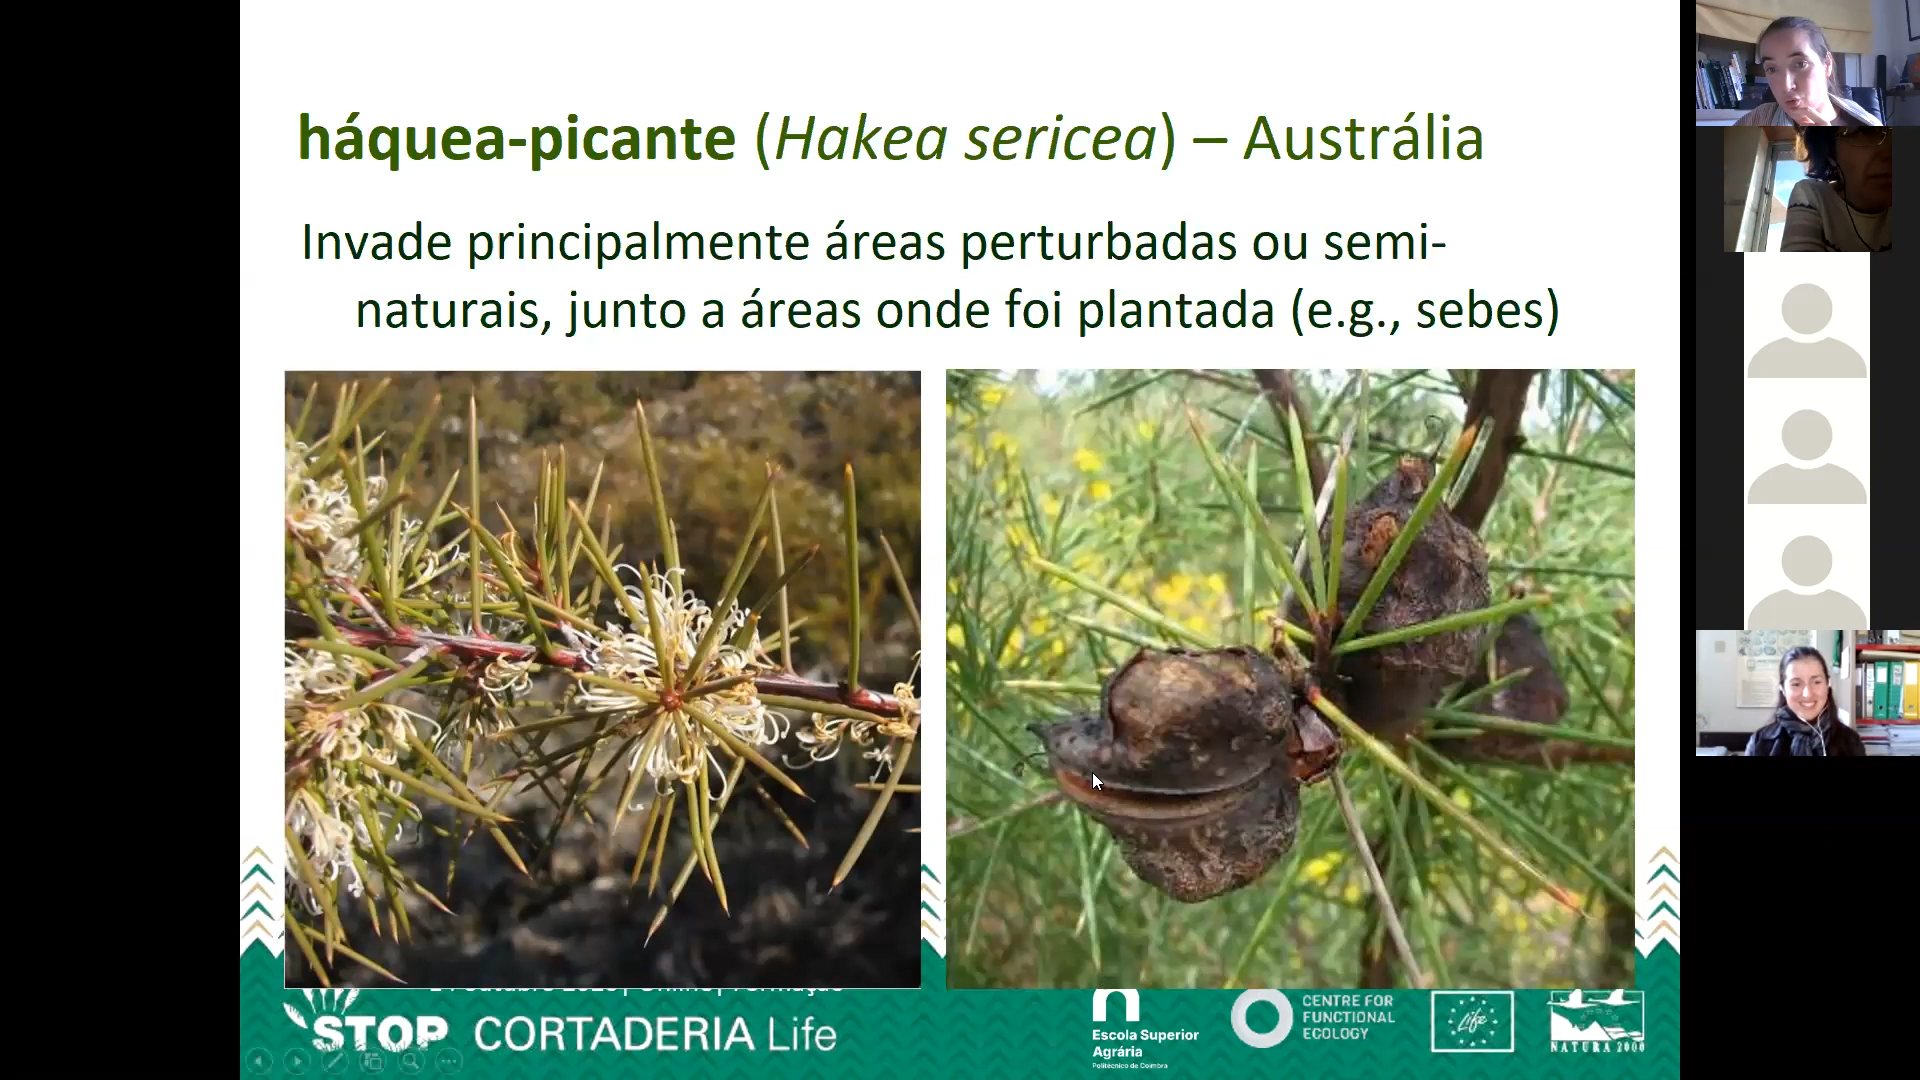 háquea-picante (Hakea sericea) – Austrália
Invade principalmente áreas perturbadas ou semi-
naturais, junto a áreas onde foi plantada (e.g., sebes)
STOP CORTADERIA Life
Escola Superior
Agrária
Politécnico de Coimbra
CENTRE FOR
FUNCTIONAL
ECOLOGY
Life
NATURA 2000